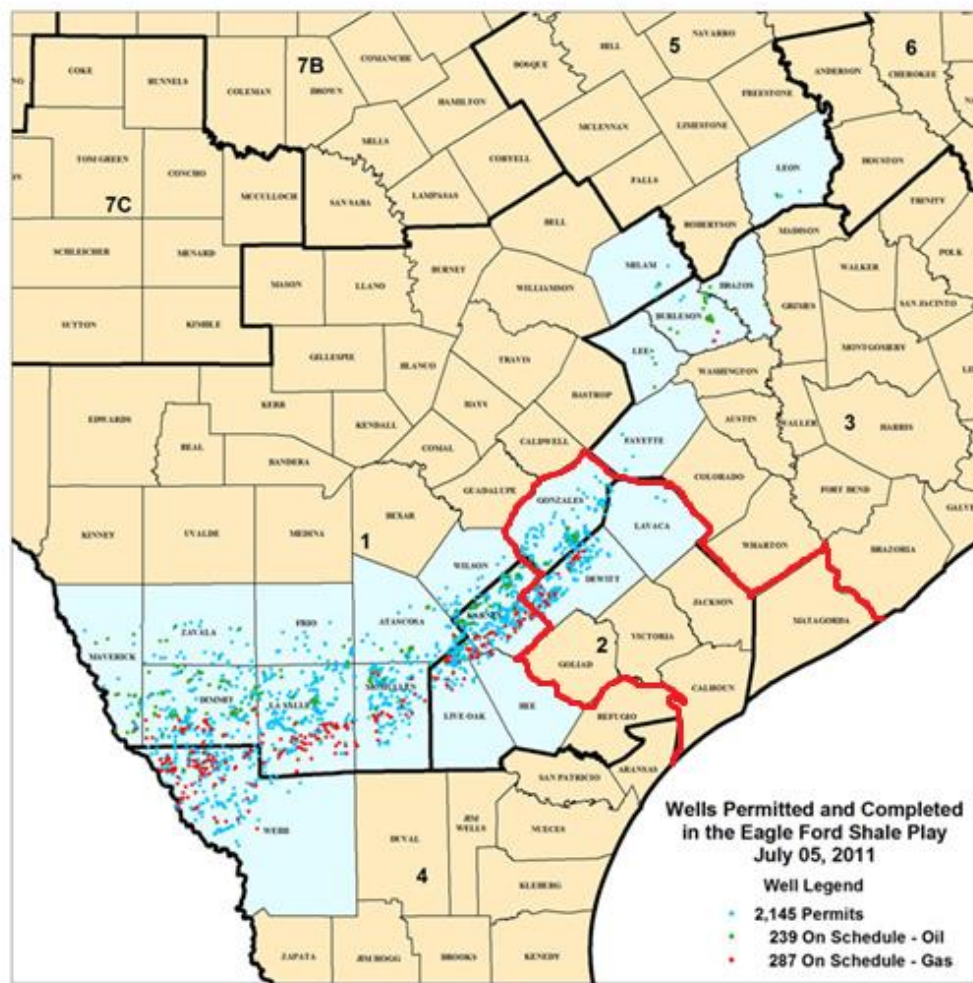 COKE
RUNNELS
COLEMAN
7B
BROWN
COMANCHE
HAMILTON
BOSQUE
HILL
5
NAVARRO
ANDERSON
6
CHEROKEE
MILLS
MCLENNAN
LIMESTONE
FREESTONE
TOM GREEN
CONCHO
MCCULLOCH
SAN SABA
LAMPASAS
CORYELL
FALLS
LEON
HOUSTON
TRINITY
7C
BELL
ROBERTSON
MADISON
POLK
SCHLEICHER
MENARD
MASON
LLANO
BURNET
WILLIAMSON
MILAM
BRAZOS
WALKER
SAN JACINTO
SUTTON
KIMBLE
BURLESON
GRIMES
MONTGOMERY
GILLESPIE
BLANCO
TRAVIS
LEE
WASHINGTON
EDWARDS
KERR
KENDALL
HAYS
BASTROP
AUSTIN
WALLER
3
HARRIS
REAL
BANDERA
COMAL
CALDWELL
FAYETTE
COLORADO
FORT BEND
GUADALUPE
GONZALES
LAVACA
KINNEY
UVALDE
MEDINA
BEXAR
1
WILSON
WHARTON
BRAZORIA
DEWITT
JACKSON
MATAGORDA
MAVERICK
ZAVALA
FRIO
ATASCOSA
VICTORIA
2
GOLIAD
CALHOUN
DIMMIT
LA SALLE
MCMULLEN
LIVE OAK
BEE
REFUGIO
ARANSAS
SAN PATRICIO
WEBB
DUVAL
JIM
WELLS
NUECES
4
KLEBERG
ZAPATA
JIM HOGG
BROOKS
KENEDY
Wells Permitted and Completed
in the Eagle Ford Shale Play
July 05, 2011
Well Legend
2,145 Permits
239 On Schedule - Oil
287 On Schedule - Gas